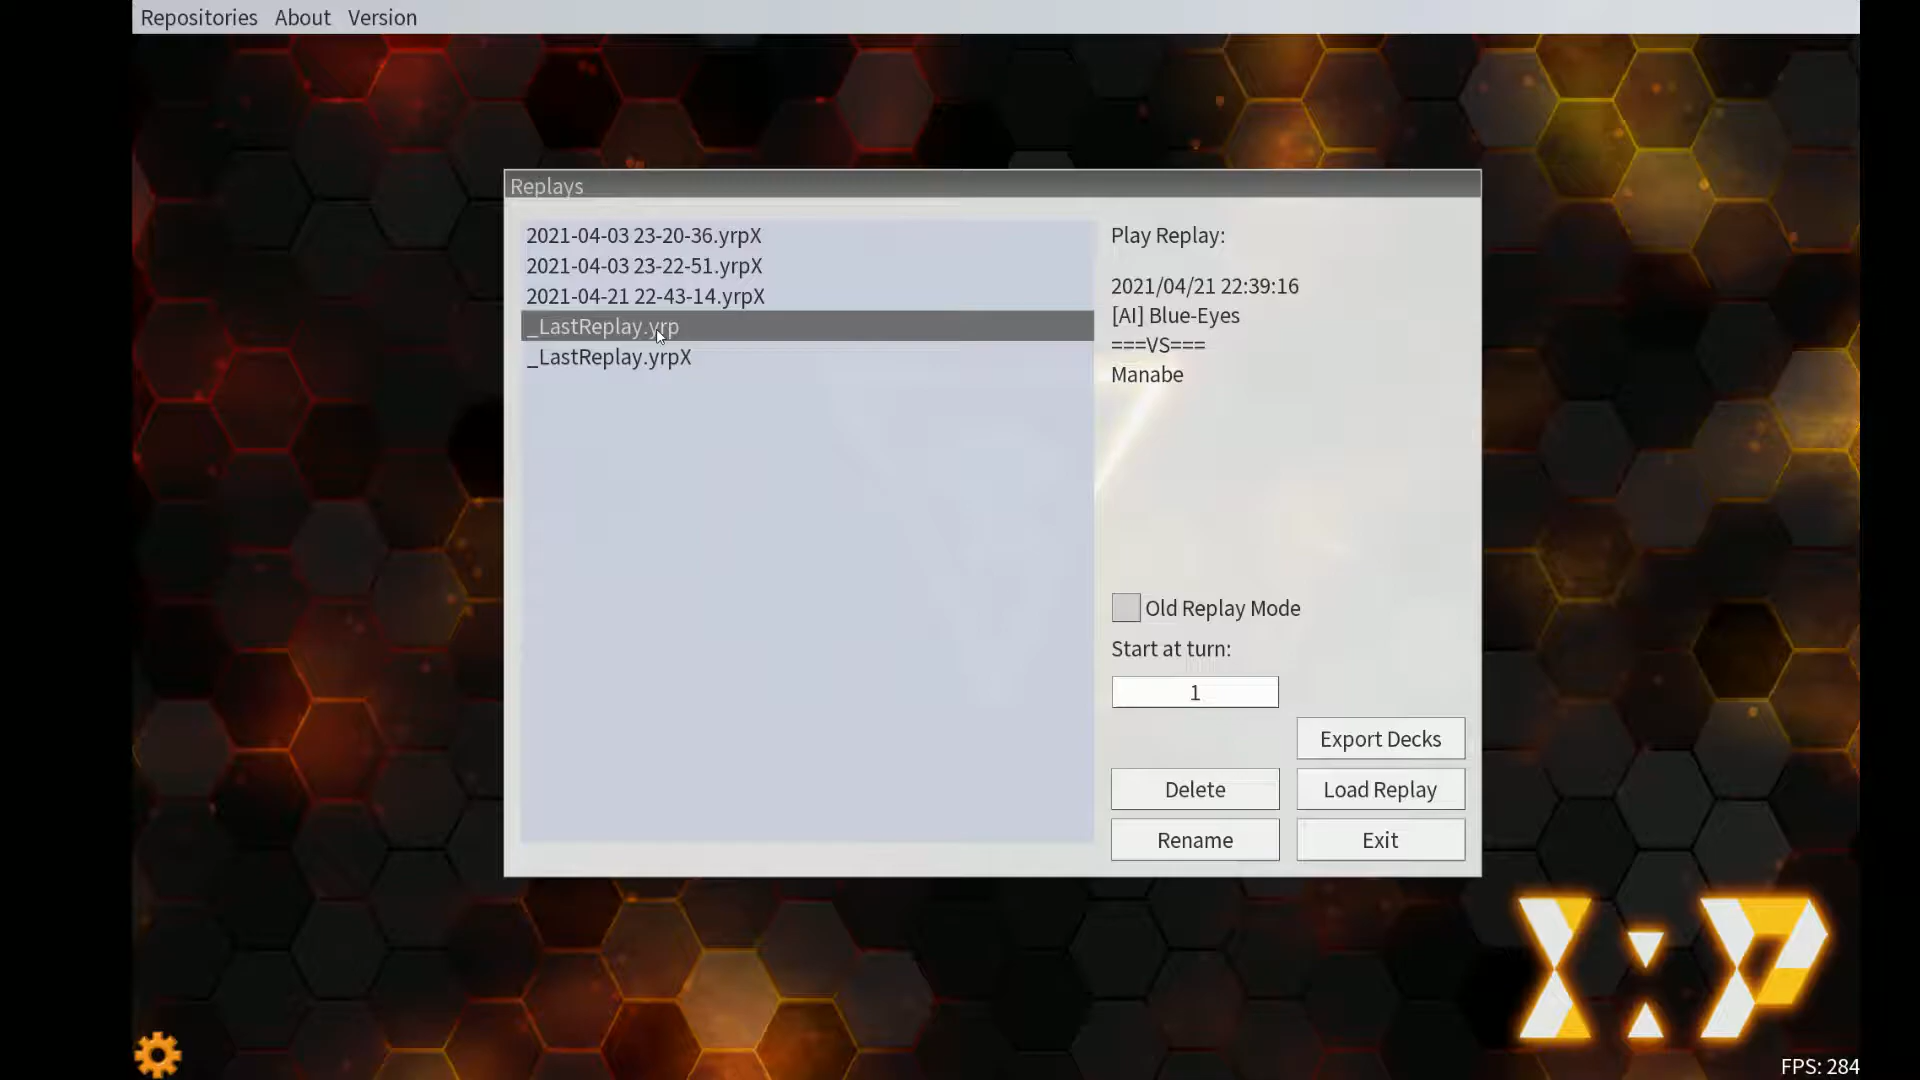 Repositories About Version
Replays
2021-04-03 23-20-36.yrpX
2021-04-03 23-22-51.yrpX
2021-04-21 22-43-14.yrpX
_LastReplay.yrp
_LastReplay.yrpX
Play Replay:
2021/04/21 22:39:16
[AI] Blue-Eyes
===VS===
Manabe
Old Replay Mode
Start at turn:
1
Export Decks
Delete
Load Replay
Rename
Exit
FPS: 284